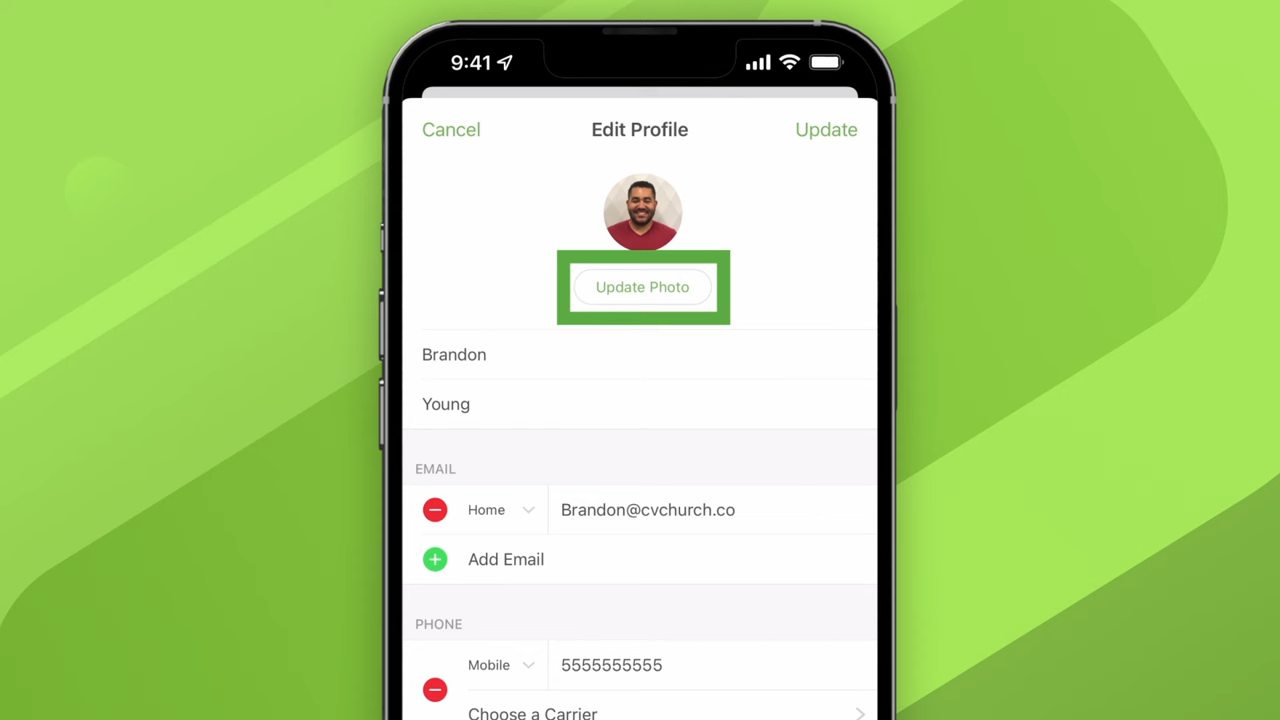 9:41
Cancel Edit Profile Update
Update Photo
Brandon
Young
EMAIL
Home Brandon@cvchurch.co
Add Email
PHONE
Mobile 5555555555
Choose a Carrier